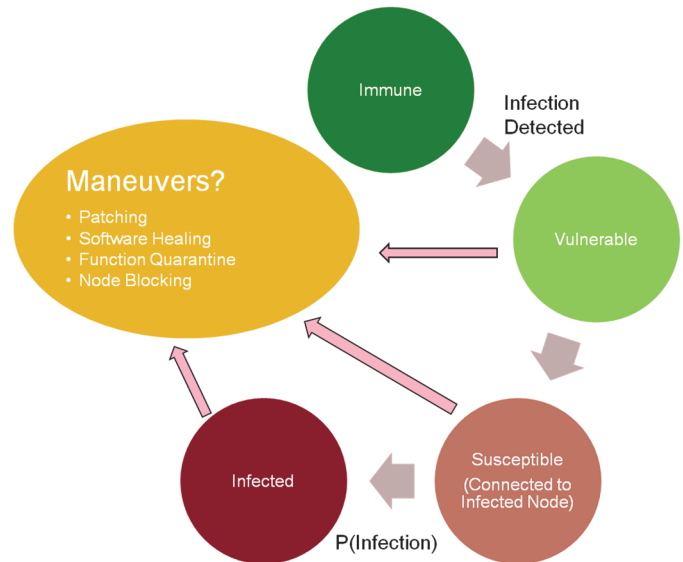 Immune
Infection
Detected
Maneuvers?
• Patching
• Software Healing
• Function Quarantine
• Node Blocking
Vulnerable
Susceptible
(Connected to
Infected Node)
Infected
P(Infection)